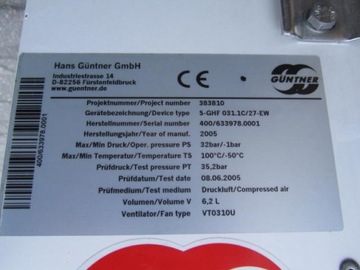 Hans Güntner GmbH
Industriestrasse 14
D-82256 Fürstenfeldbruck
www.guentner.de
CE
GÜNTNER
Projektnummer/Project number 383810
Gerätebezeichnung/Device type S-GHF 031.1C/27-EW
Herstellnummer/Serial number 400/633978.0001
Herstellungsjahr/Year of manuf. 2005
Max/Min Druck/Oper. pressure PS 32bar/-1bar
Max/Min Temperatur/Temperature TS 100°C/-50°C
Prüfdruck/Test pressure PT 35,2bar
Prüfdatum/Test date 08.06.2005
Prüfmedium/Test medium Druckluft/Compressed air
Volumen/Volume V 6,2 L
Ventilator/Fan type VT0310U
400/633978.0001